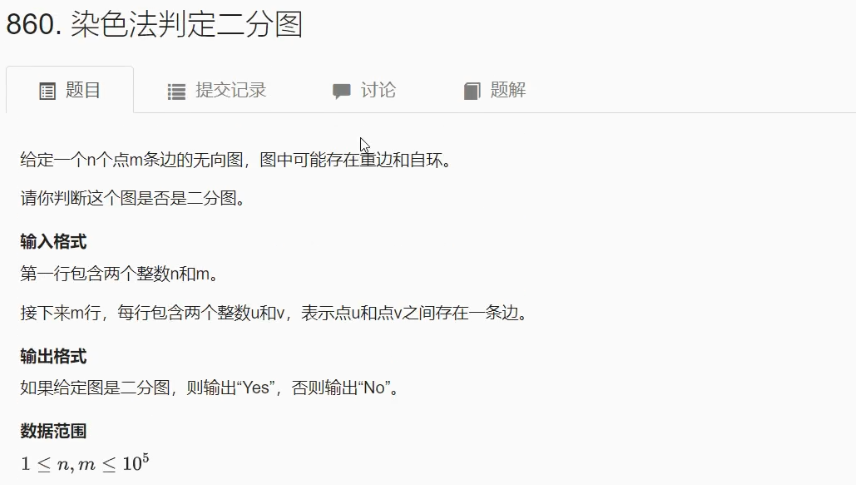 860. 染色法判定二分图
题目 提交记录 讨论 题解
给定一个n个点m条边的无向图，图中可能存在重边和自环。
请你判断这个图是否是二分图。
输入格式
第一行包含两个整数n和m。
接下来m行，每行包含两个整数u和v，表示点u和点v之间存在一条边。
输出格式
如果给定图是二分图，则输出“Yes”，否则输出“No”。
数据范围
1 ≤ n, m ≤ 10⁵